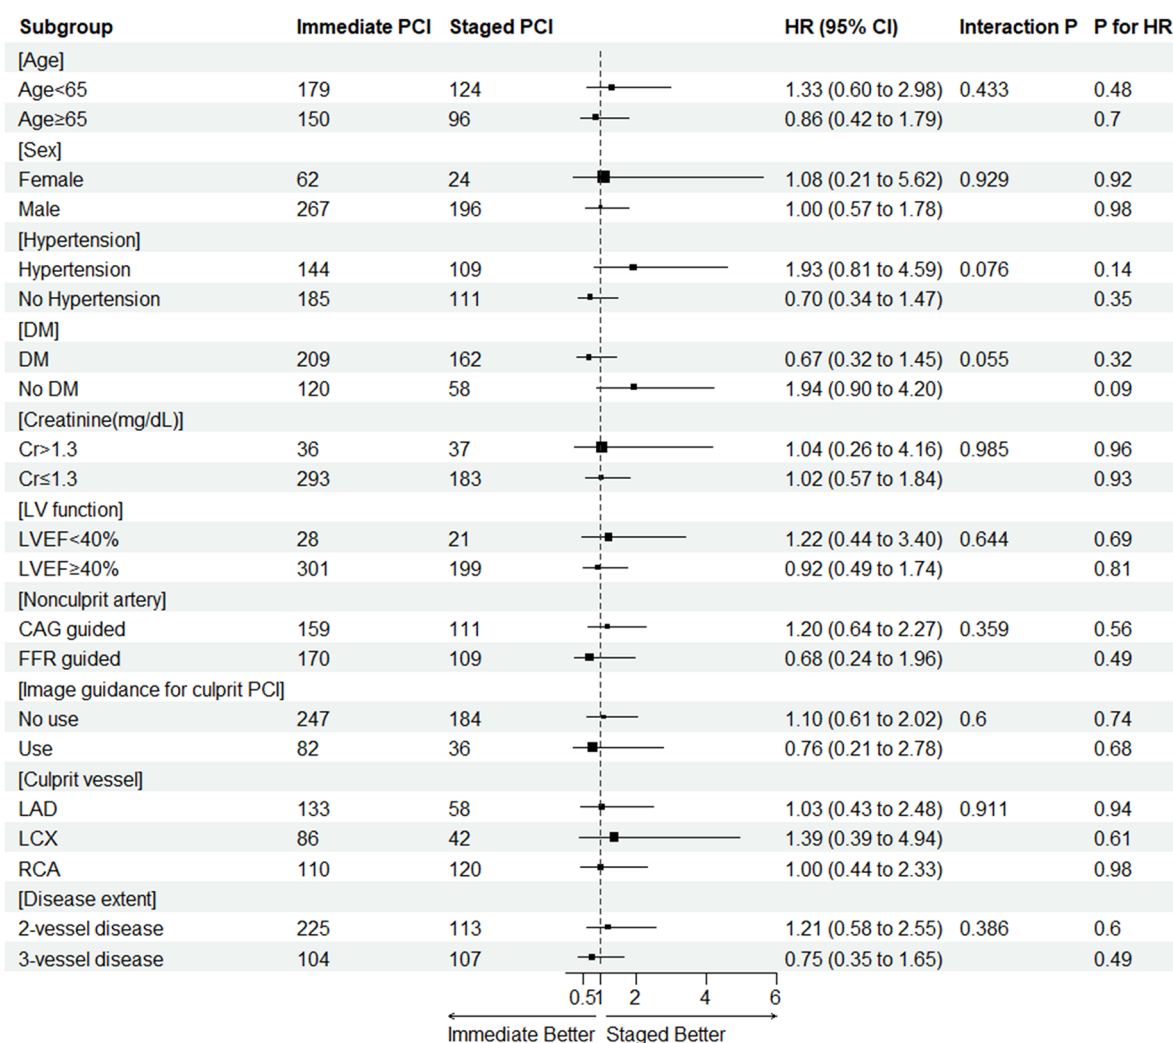 Subgroup Immediate PCI Staged PCI HR (95% CI) Interaction P P for HR
[Age]
Age<65 179 124 1.33 (0.60 to 2.98) 0.433 0.48
Age≥65 150 96 0.86 (0.42 to 1.79) 0.7
[Sex]
Female 62 24 1.08 (0.21 to 5.62) 0.929 0.92
Male 267 196 1.00 (0.57 to 1.78) 0.98
[Hypertension]
Hypertension 144 109 1.93 (0.81 to 4.59) 0.076 0.14
No Hypertension 185 111 0.70 (0.34 to 1.47) 0.35
[DM]
DM 209 162 0.67 (0.32 to 1.45) 0.055 0.32
No DM 120 58 1.94 (0.90 to 4.20) 0.09
[Creatinine(mg/dL)]
Cr>1.3 36 37 1.04 (0.26 to 4.16) 0.985 0.96
Cr≤1.3 293 183 1.02 (0.57 to 1.84) 0.93
[LV function]
LVEF<40% 28 21 1.22 (0.44 to 3.40) 0.644 0.69
LVEF≥40% 301 199 0.92 (0.49 to 1.74) 0.81
[Nonculprit artery]
CAG guided 159 111 1.20 (0.64 to 2.27) 0.359 0.56
FFR guided 170 109 0.68 (0.24 to 1.96) 0.49
[Image guidance for culprit PCI]
No use 247 184 1.10 (0.61 to 2.02) 0.6 0.74
Use 82 36 0.76 (0.21 to 2.78) 0.68
[Culprit vessel]
LAD 133 58 1.03 (0.43 to 2.48) 0.911 0.94
LCX 86 42 1.39 (0.39 to 4.94) 0.61
RCA 110 120 1.00 (0.44 to 2.33) 0.98
[Disease extent]
2-vessel disease 225 113 1.21 (0.58 to 2.55) 0.386 0.6
3-vessel disease 104 107 0.75 (0.35 to 1.65) 0.49
0.5 1 2 4 6
Immediate Better Staged Better